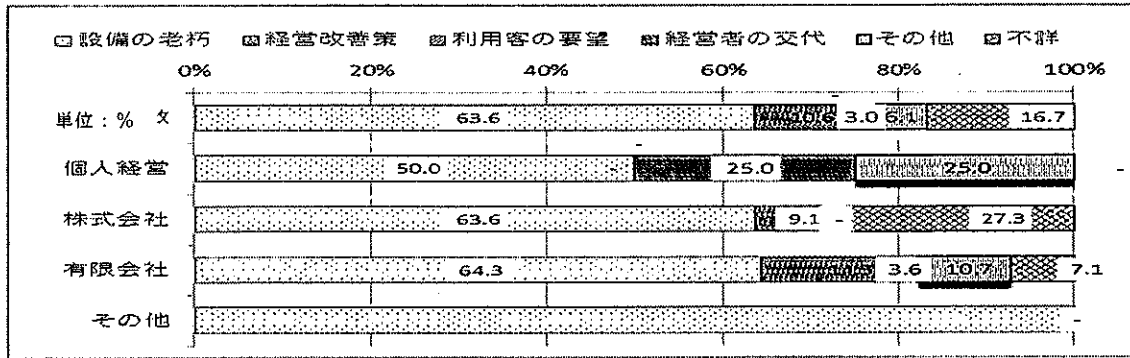 設備の老朽 経営改善策 利用客の要望 経営者の交代 その他 不詳
0% 20% 40% 60% 80% 100%
単位:% 63.6 10.6 3.0 6.1 16.7
個人経営 50.0 - 25.0 25.0 -
株式会社 63.6 9.1 - 27.3
有限会社 64.3 3.6 10.7 7.1
その他 -